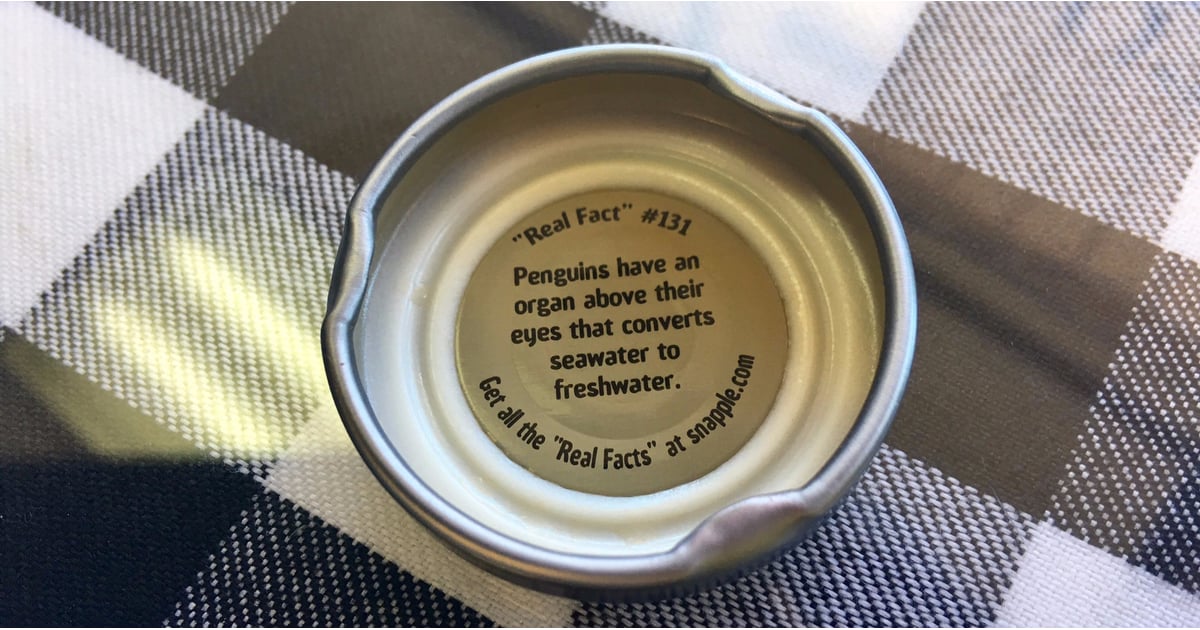 "Real Fact" #131
Penguins have an
organ above their
eyes that converts
seawater to
freshwater.
Get all the "Real Facts" at snapple.com